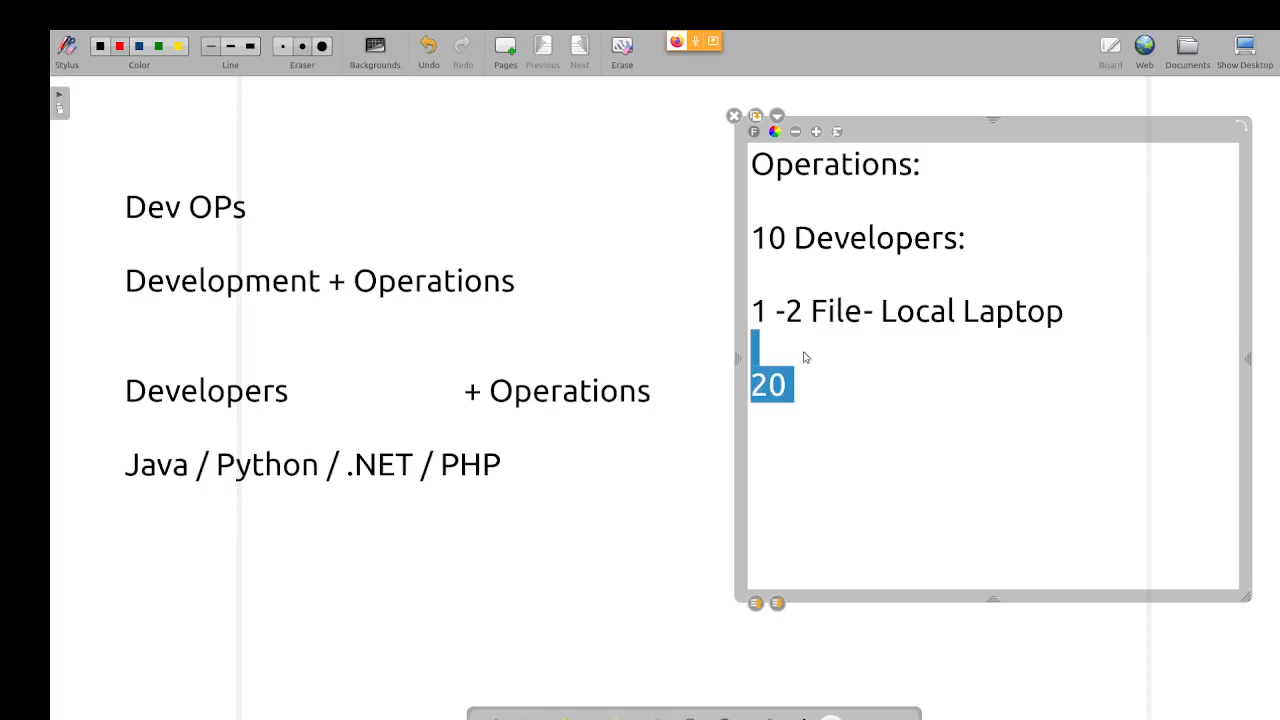 Stylus
Color
Line
Eraser
Backgrounds
Undo
Redo
Pages
Previous
Next
Erase
Board
Web
Documents
Show Desktop
Dev OPs
Development + Operations
Developers + Operations
Java / Python / .NET / PHP
F
Operations:
10 Developers:
1 -2 File- Local Laptop
20